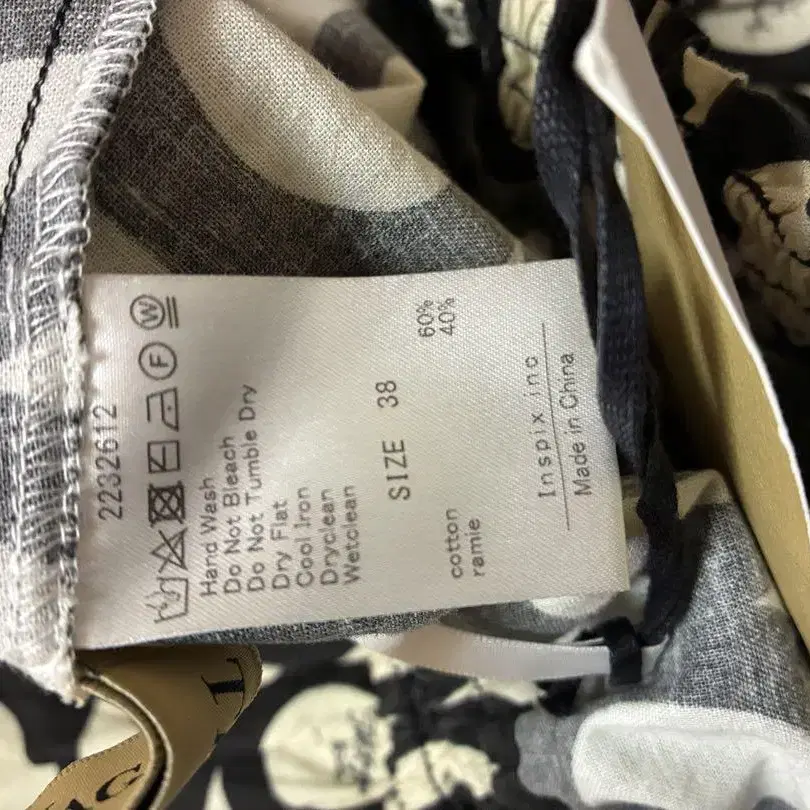 2232612
W
F
Hand Wash
Do Not Bleach
Do Not Tumble Dry
Dry Flat
Cool Iron
Dryclean
Wetclean
SIZE 38
cotton 60%
ramie 40%
Inspix inc
Made in China